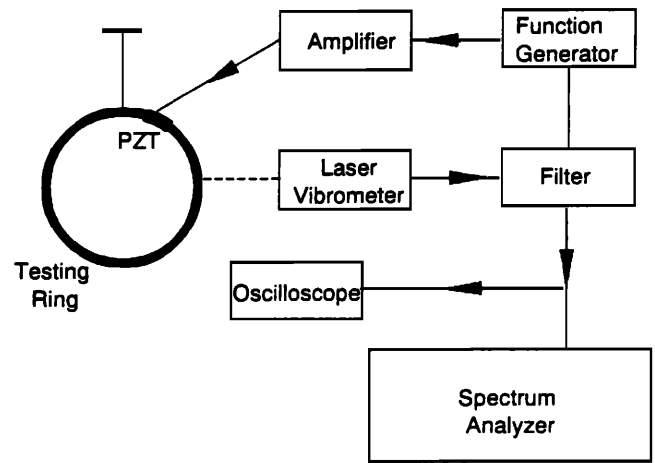 Amplifier
Function
Generator
PZT
Laser
Vibrometer
Filter
Testing
Ring
Oscilloscope
Spectrum
Analyzer